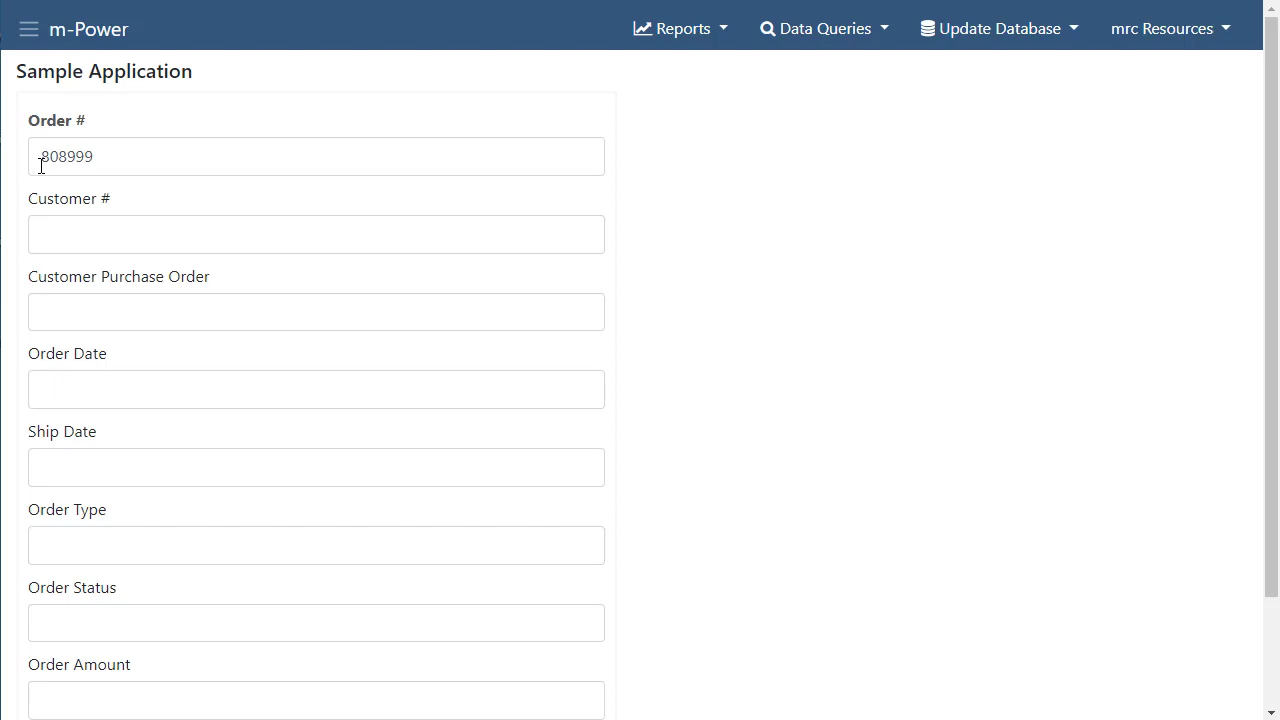 m-Power
Reports
Data Queries
Update Database
mrc Resources
Sample Application
Order #
808999
Customer #
Customer Purchase Order
Order Date
Ship Date
Order Type
Order Status
Order Amount